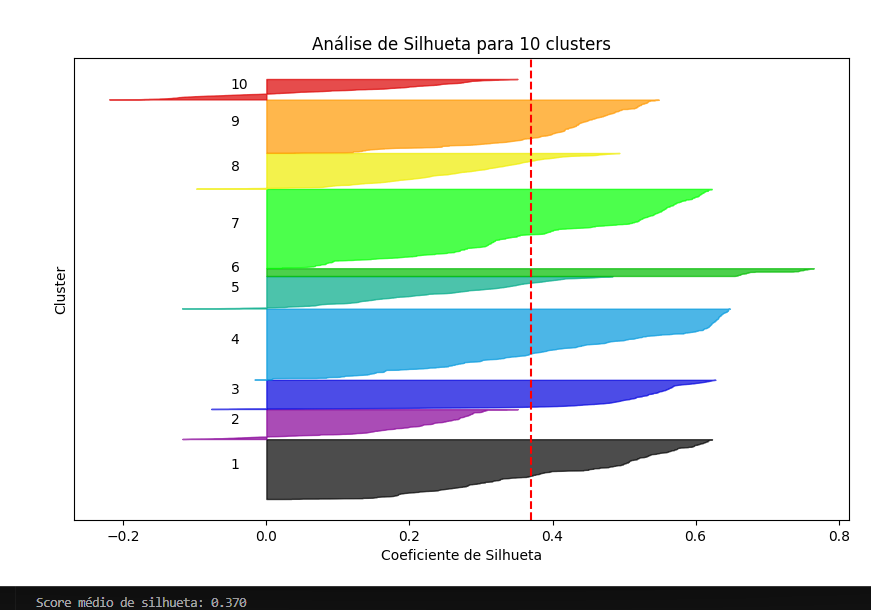 Análise de Silhueta para 10 clusters
10
9
8
7
6
5
4
3
2
1
Cluster
−0.2 0.0 0.2 0.4 0.6 0.8
Coeficiente de Silhueta
Score médio de silhueta: 0.370